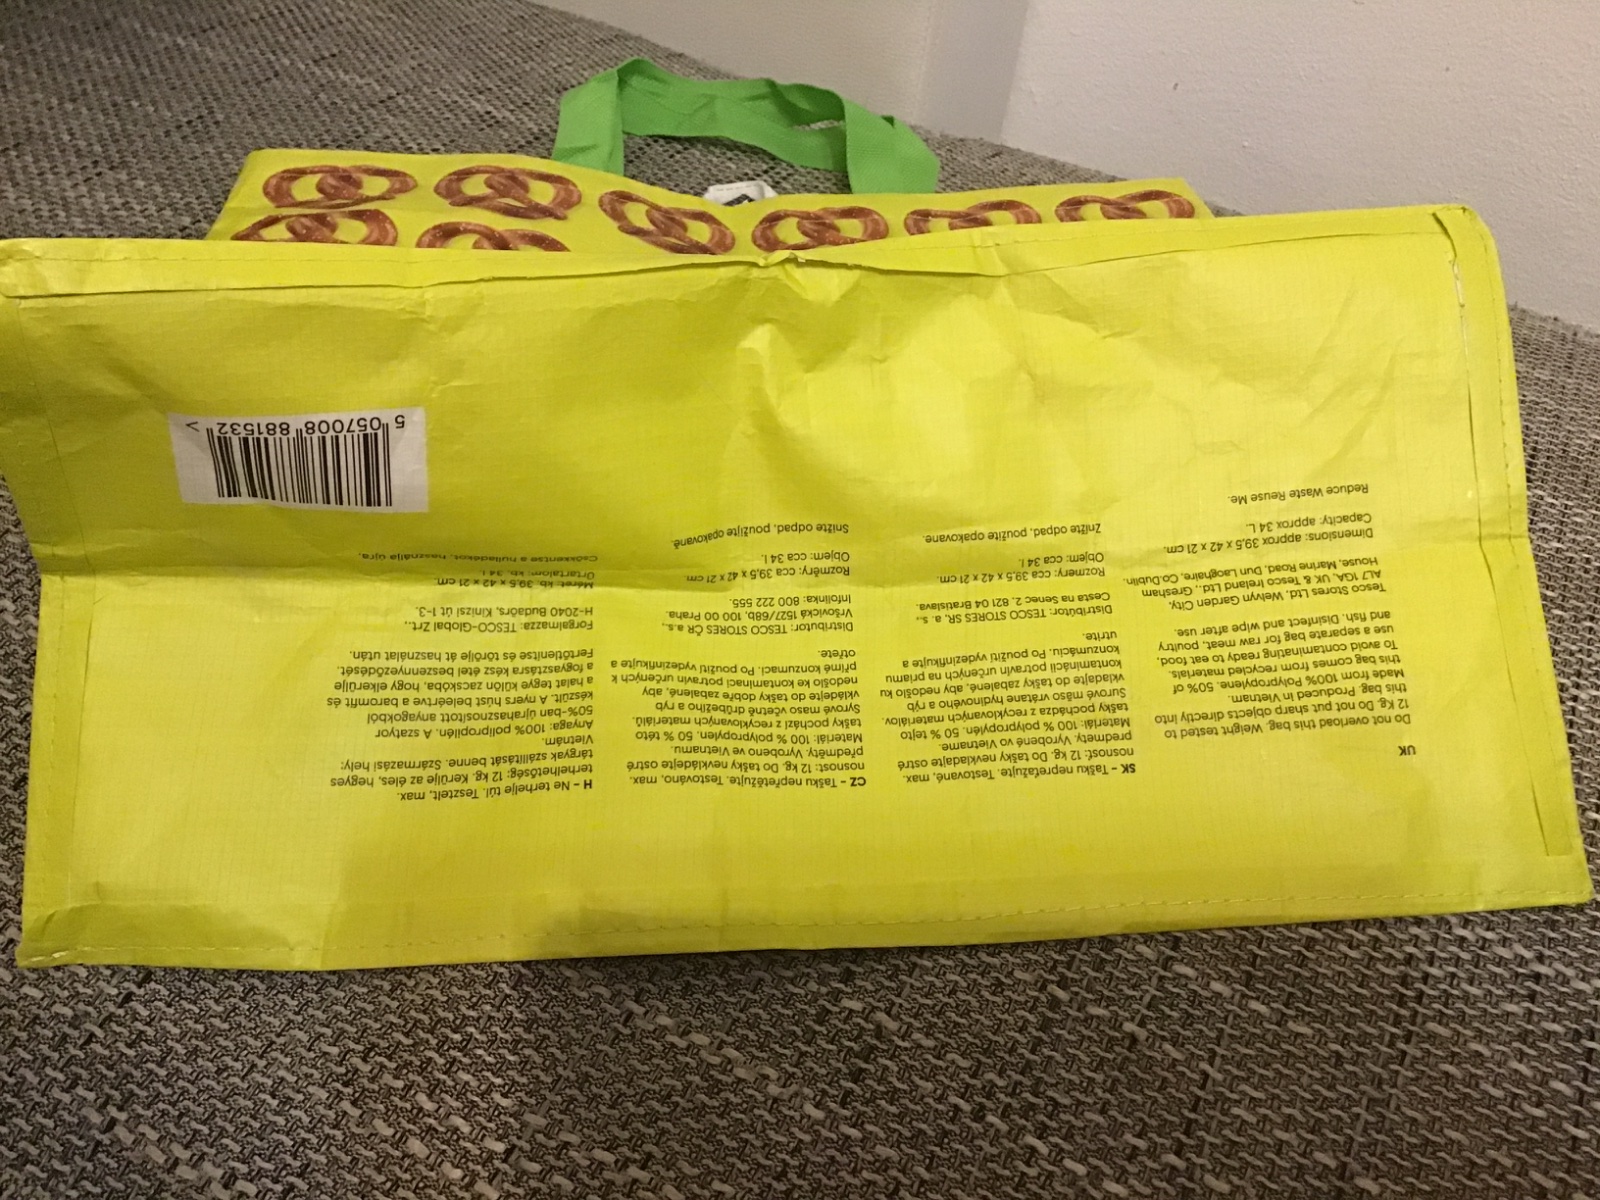 UK
Do not overload this bag. Weight tested to
12 kg. Do not put sharp objects directly into
this bag. Produced in Vietnam.
Made from 100% Polypropylene. 50% of
this bag comes from recycled materials.
To avoid contaminating ready to eat food,
use a separate bag for raw meat, poultry
and fish. Disinfect and wipe after use.
Tesco Stores Ltd. Welwyn Garden City.
AL7 1GA, UK & Tesco Ireland Ltd., Gresham
House, Marine Road, Dun Laoghaire, Co.Dublin.
Dimensions: approx 39,5 x 42 x 21 cm.
Capacity: approx 34 L.
Reduce Waste Reuse Me.
SK – Tašku nepreťažujte. Testované, max.
nosnosť: 12 kg. Do tašky nevkladajte ostré
predmety. Vyrobené vo Vietname.
Materiál: 100 % polypropylén. 50 % tejto
tašky pochádza z recyklovaných materiálov.
Surové mäso vrátane hydinového a ryb
vkladajte do tašky zabalené, aby nedošlo ku
kontaminácii potravín určených na priamu
konzumáciu. Po použití vydezinfikujte a
utrite.
Distribútor: TESCO STORES SR, a. s.,
Cesta na Senec 2, 821 04 Bratislava
Rozmery: cca 39,5 x 42 x 21 cm.
Objem: cca 34 l.
Znížte odpad, použite opakovane.
CZ – Tašku nepřetěžujte. Testováno, max.
nosnost: 12 kg. Do tašky nevkládejte ostré
předměty. Vyrobeno ve Vietnamu.
Materiál: 100 % polypropylen. 50 % této
tašky pochází z recyklovaných materiálů.
Syrové maso včetně drůbežího a ryb
vkládejte do tašky dobře zabalené, aby
nedošlo ke kontaminaci potravin určených k
přímé konzumaci. Po použití vydezinfikujte a
otřete.
Distributor: TESCO STORES ČR a.s.,
Vršovická 1527/68b, 100 00 Praha
Infolinka: 800 222 555.
Rozměry: cca 39,5 x 42 x 21 cm.
Objem: cca 34 l.
Snižte odpad, použijte opakovaně.
H – Ne terhelje túl. Tesztelt, max.
terhelhetőség: 12 kg. Kerülje az éles, hegyes
tárgyak szállítását benne. Származási hely:
Vietnám.
Anyaga: 100% polipropilén. A szatyor
50%-ban újrahasznosított anyagokból
készült. A nyers húst beleértve a baromfit és
a halat tegye külön zacskóba, hogy elkerülje
a fogyasztásra kész étel beszennyeződését.
Fertőtlenítse és törölje át használat után.
Forgalmazza: TESCO-Global Zrt.,
H-2040 Budaörs, Kinizsi út 1-3.
Méret: kb. 39,5 x 42 x 21 cm.
Űrtartalom: kb. 34 l
Csökkentse a hulladékot, használja újra.
5 057008 881532 >